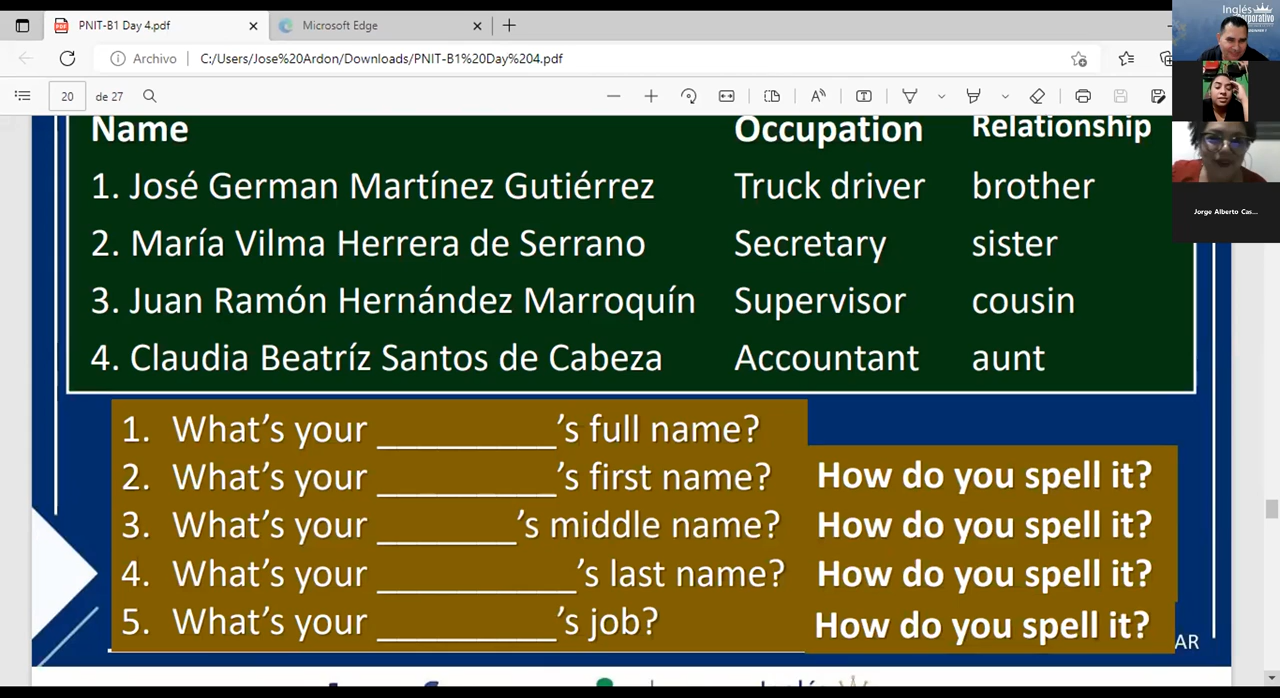 PNIT-B1 Day 4.pdf
Microsoft Edge
Archivo
C:/Users/Jose%20Ardon/Downloads/PNIT-B1%20Day%204.pdf
20 de 27
Inglés
Corporativo
Name Occupation Relationship
1. José German Martínez Gutiérrez Truck driver brother
2. María Vilma Herrera de Serrano Secretary sister
3. Juan Ramón Hernández Marroquín Supervisor cousin
4. Claudia Beatríz Santos de Cabeza Accountant aunt
Jorge Alberto Cas...
1. What's your __________'s full name?
2. What's your __________'s first name? How do you spell it?
3. What's your ________'s middle name? How do you spell it?
4. What's your ___________'s last name? How do you spell it?
5. What's your __________'s job? How do you spell it?
AR